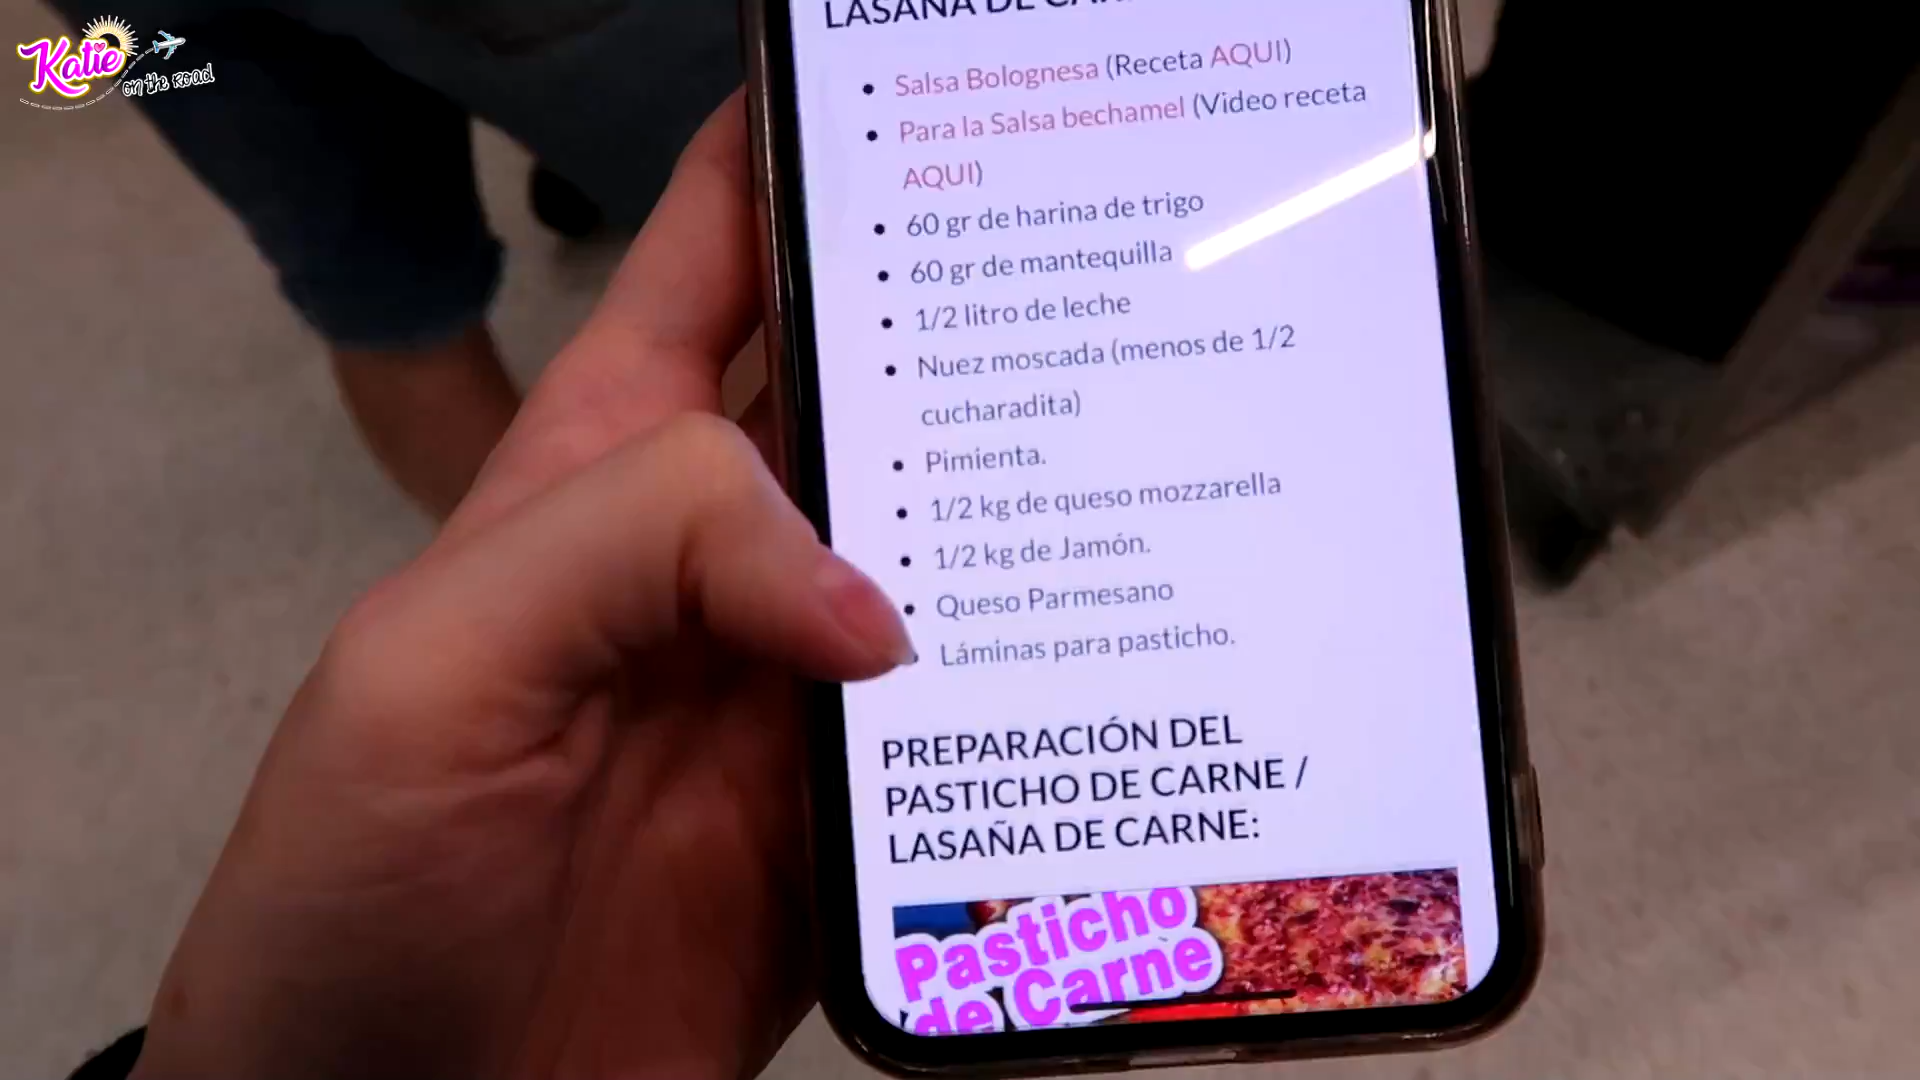 Katie
on the road
LASAÑA DE CAR
Salsa Bolognesa (Receta AQUI)
Para la Salsa bechamel (Video receta
AQUI)
60 gr de harina de trigo
60 gr de mantequilla
1/2 litro de leche
Nuez moscada (menos de 1/2
cucharadita)
Pimienta.
1/2 kg de queso mozzarella
1/2 kg de Jamón.
Queso Parmesano
Láminas para pasticho.
PREPARACIÓN DEL
PASTICHO DE CARNE /
LASAÑA DE CARNE:
Pasticho
de Carne